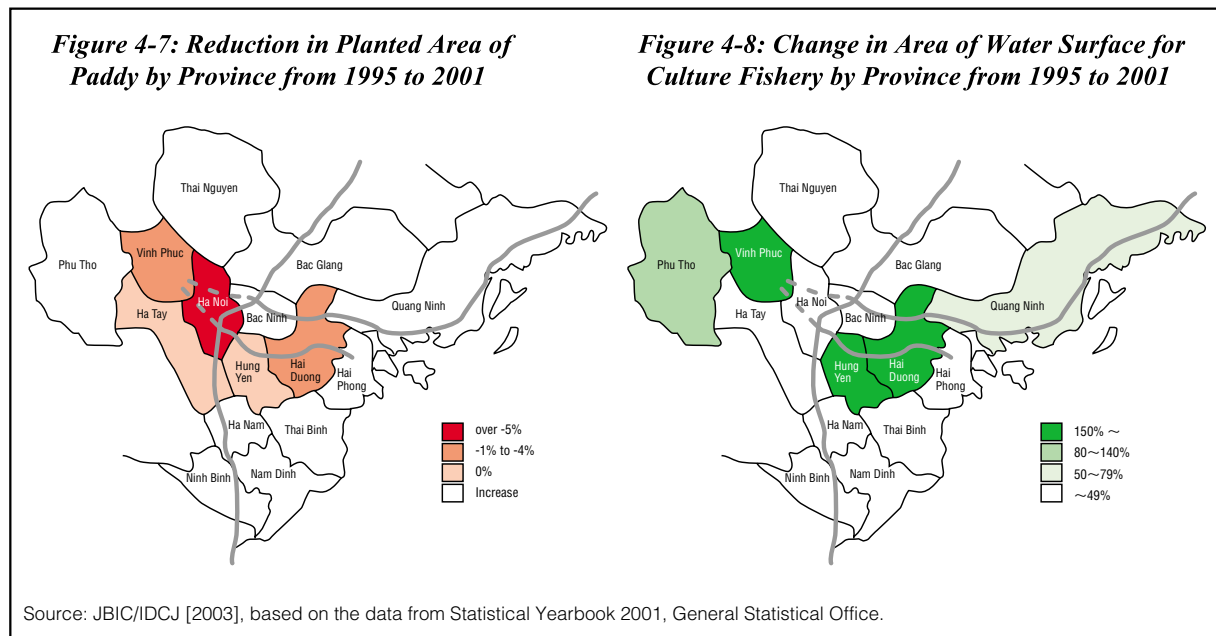 Figure 4-7: Reduction in Planted Area of
Paddy by Province from 1995 to 2001
Thai Nguyen
Vinh Phuc
Phu Tho
Bac Glang
Ha Noi
Quang Ninh
Ha Tay
Bac Ninh
Hung
Yen
Hai
Duong
Hai
Phong
Ha Nam
Thai Binh
Ninh Binh
Nam Dinh
over -5%
-1% to -4%
0%
Increase
Figure 4-8: Change in Area of Water Surface for
Culture Fishery by Province from 1995 to 2001
Thai Nguyen
Vinh Phuc
Phu Tho
Bac Glang
Ha Noi
Quang Ninh
Ha Tay
Bac Ninh
Hung
Yen
Hai
Duong
Hai
Phong
Ha Nam
Thai Binh
Ninh Binh
Nam Dinh
150% ~
80~140%
50~79%
~49%
Source: JBIC/IDCJ [2003], based on the data from Statistical Yearbook 2001, General Statistical Office.